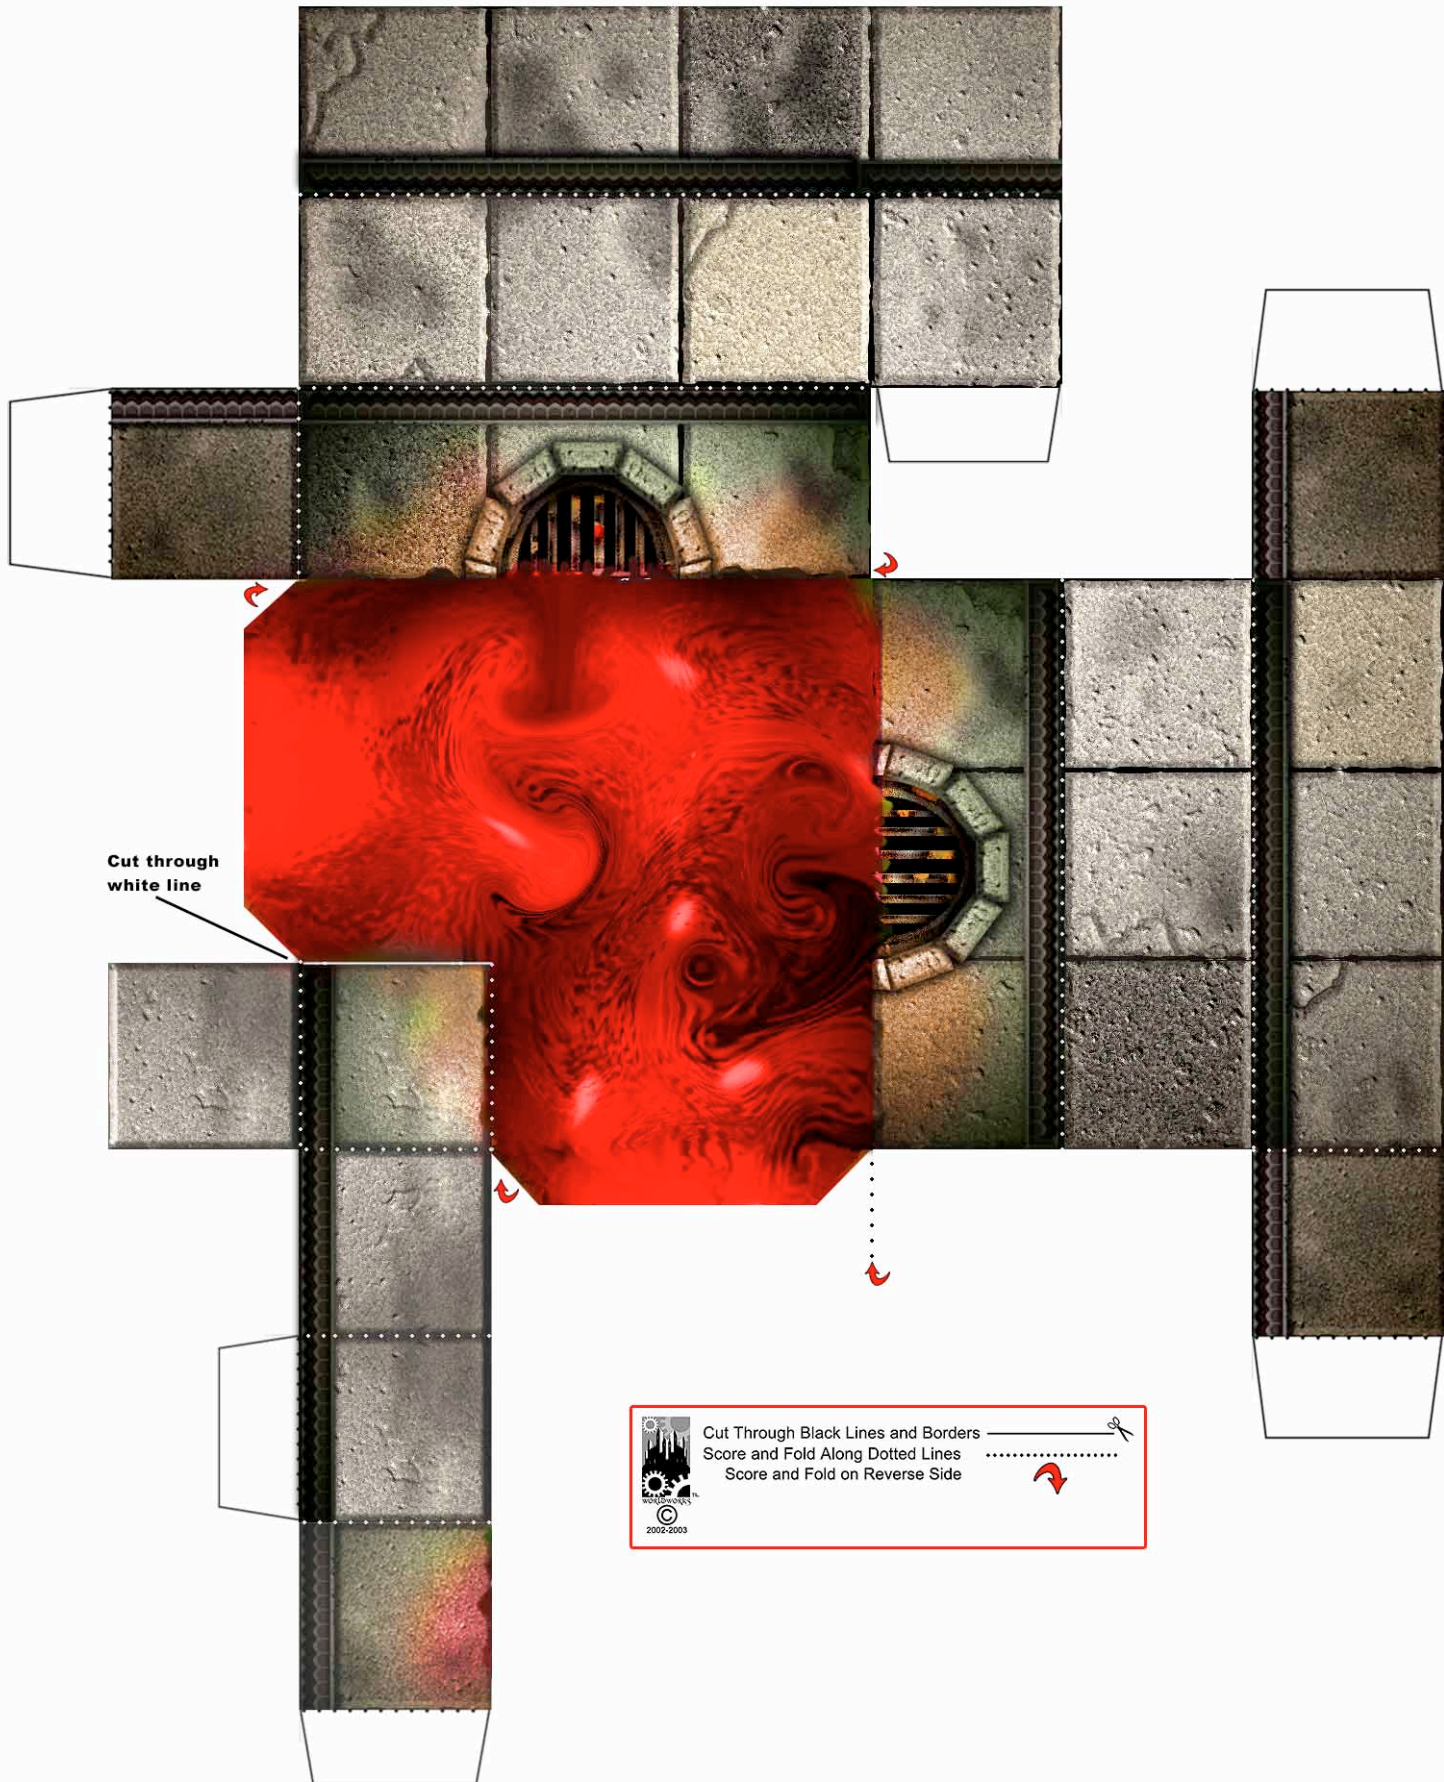 Cut through
white line
Cut Through Black Lines and Borders
Score and Fold Along Dotted Lines
Score and Fold on Reverse Side
WORLDWORKS TM
©
2002-2003